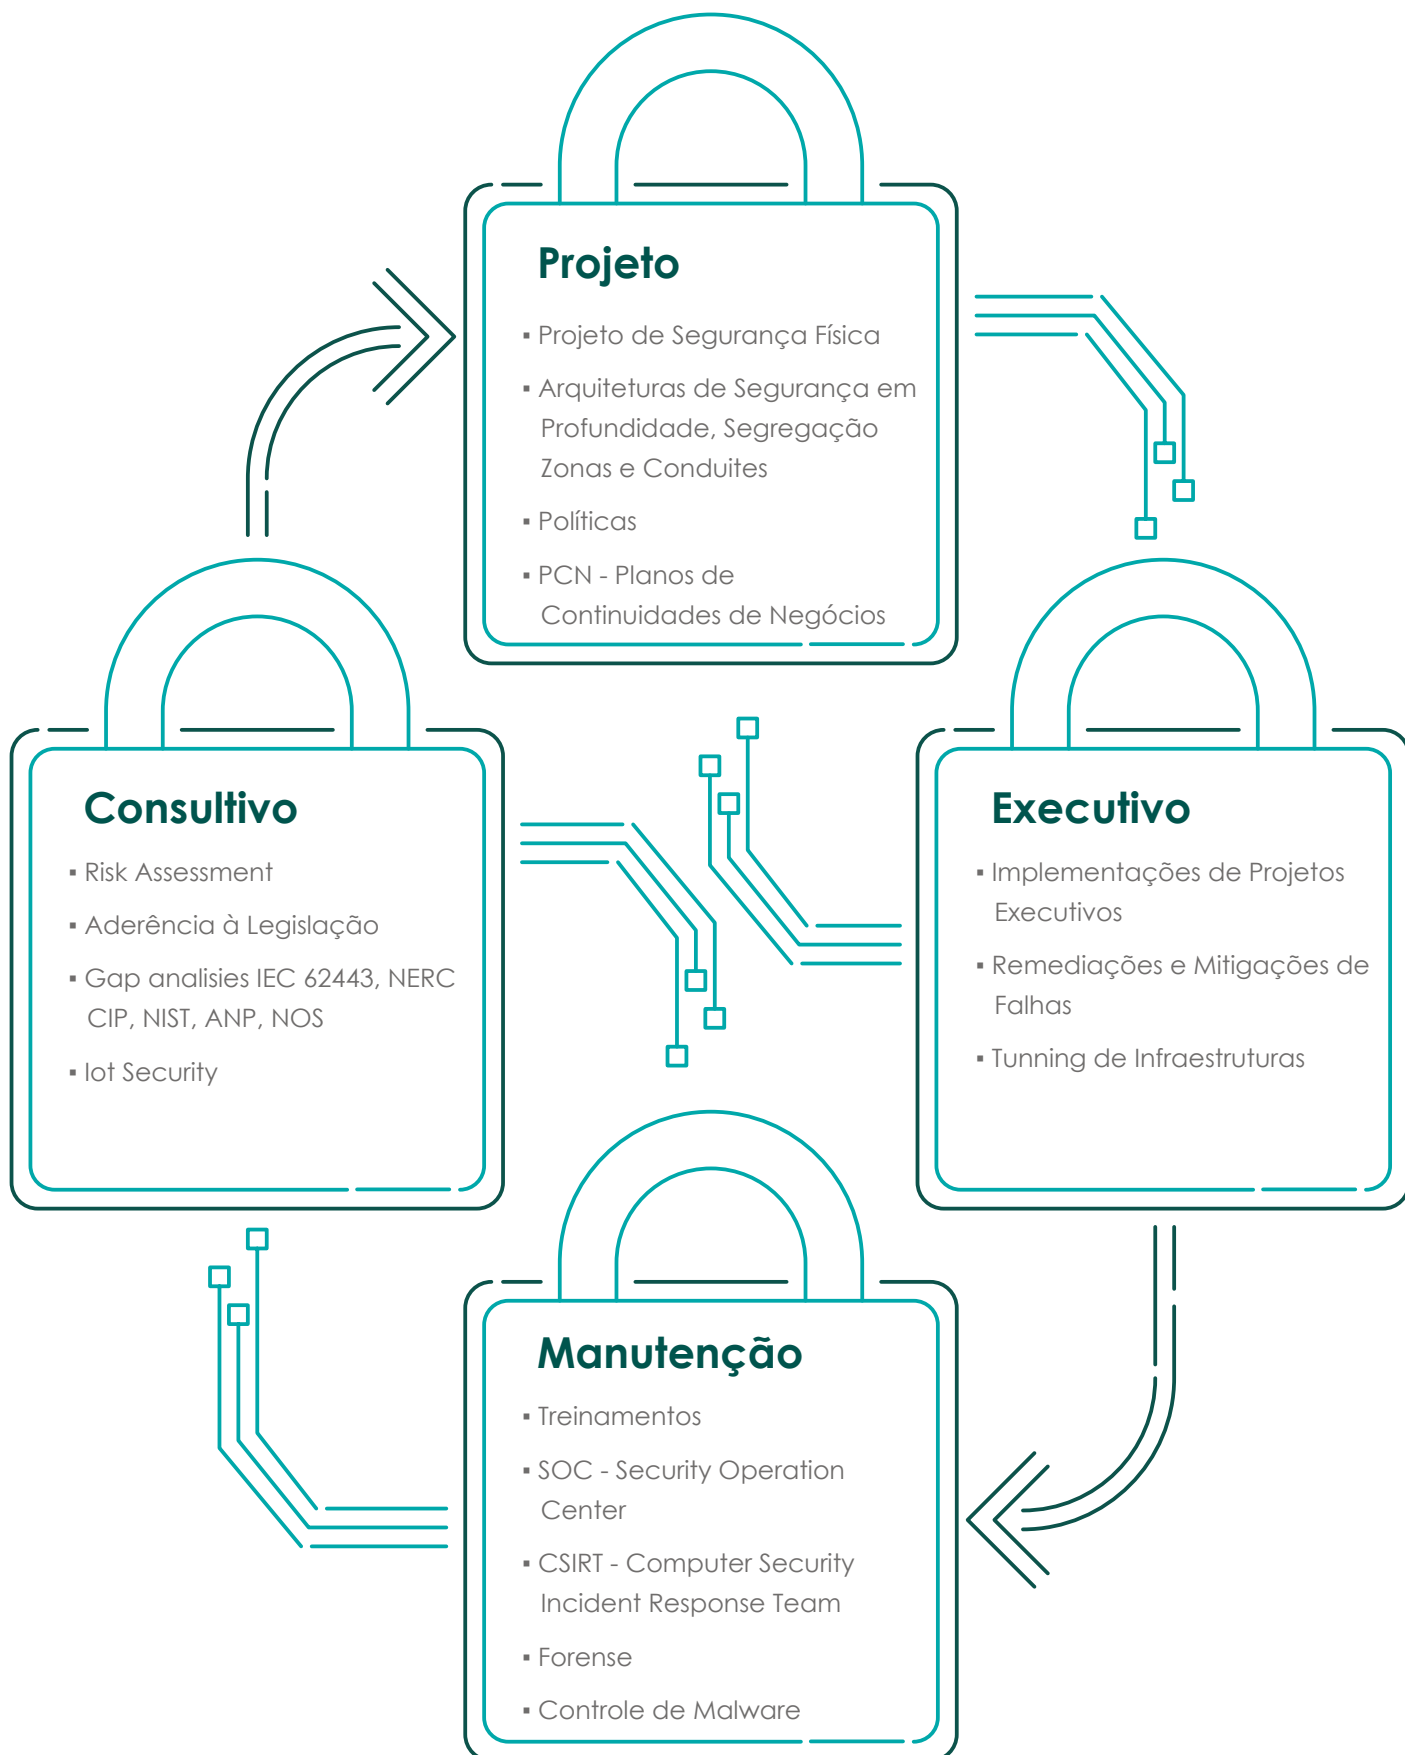 Projeto
▪ Projeto de Segurança Física
▪ Arquiteturas de Segurança em
Profundidade, Segregação
Zonas e Conduites
▪ Políticas
▪ PCN - Planos de
Continuidades de Negócios
Consultivo
▪ Risk Assessment
▪ Aderência à Legislação
▪ Gap analisies IEC 62443, NERC
CIP, NIST, ANP, NOS
▪ Iot Security
Executivo
▪ Implementações de Projetos
Executivos
▪ Remediações e Mitigações de
Falhas
▪ Tunning de Infraestruturas
Manutenção
▪ Treinamentos
▪ SOC - Security Operation
Center
▪ CSIRT - Computer Security
Incident Response Team
▪ Forense
▪ Controle de Malware